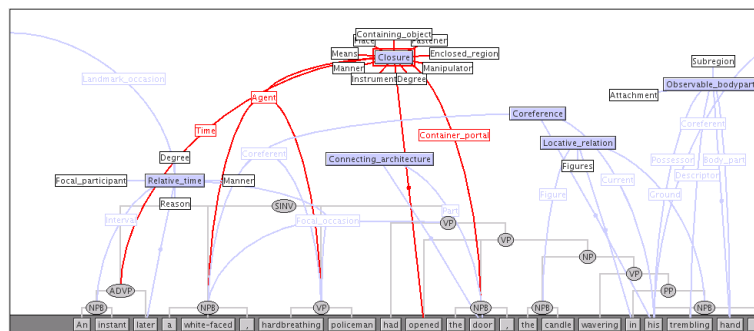 Containing_object
Place
Fastener
Means
Closure
Enclosed_region
Manner
Manipulator
Instrument
Degree
Subregion
Landmark_occasion
Observable_bodypart
Attachment
Agent
Time
Container_portal
Coreference
Coreferent
Locative_relation
Degree
Coreferent
Connecting_architecture
Figures
Possessor
Body_part
Focal_participant
Relative_time
Manner
Descriptor
Reason
Figure
Current
Ground
Interval
SINV
Part
Focal_occasion
VP
VP
NP
VP
ADVP
PP
NPB
NPB
VP
NPB
NPB
NPB
An instant later a white-faced , hardbreathing policeman had opened the door , the candle wavering in his trembling hand